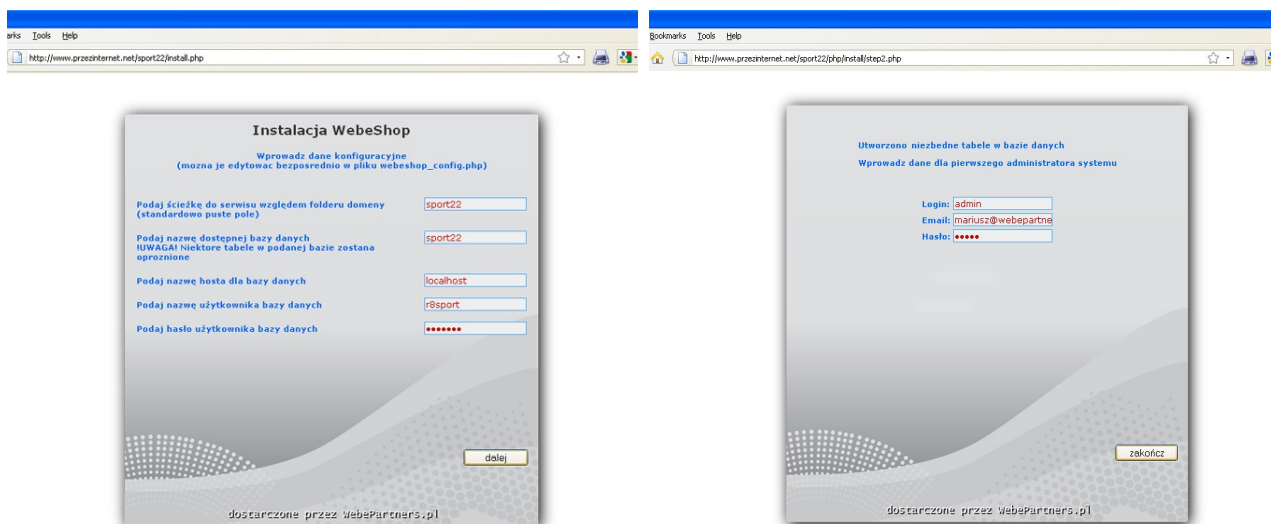 Tools Help
http://www.przezinternet.net/sport22/install.php
Instalacja WebeShop
Wprowadz dane konfiguracyjne
(mozna je edytowac bezposrednio w pliku webeshop_config.php)
Podaj ścieżkę do serwisu względem folderu domeny
(standardowo puste pole)
sport22
Podaj nazwę dostępnej bazy danych
!UWAGA! Niektore tabele w podanej bazie zostana
oproznione
sport22
Podaj nazwę hosta dla bazy danych
localhost
Podaj nazwę użytkownika bazy danych
r8sport
Podaj hasło użytkownika bazy danych
•••••••
dalej
dostarczone przez WebePartners.pl
Bookmarks Tools Help
http://www.przezinternet.net/sport22/php/install/step2.php
Utworzono niezbedne tabele w bazie danych
Wprowadz dane dla pierwszego administratora systemu
Login: admin
Email: mariusz@webepartne
Hasło: •••••
zakończ
dostarczone przez WebePartners.pl